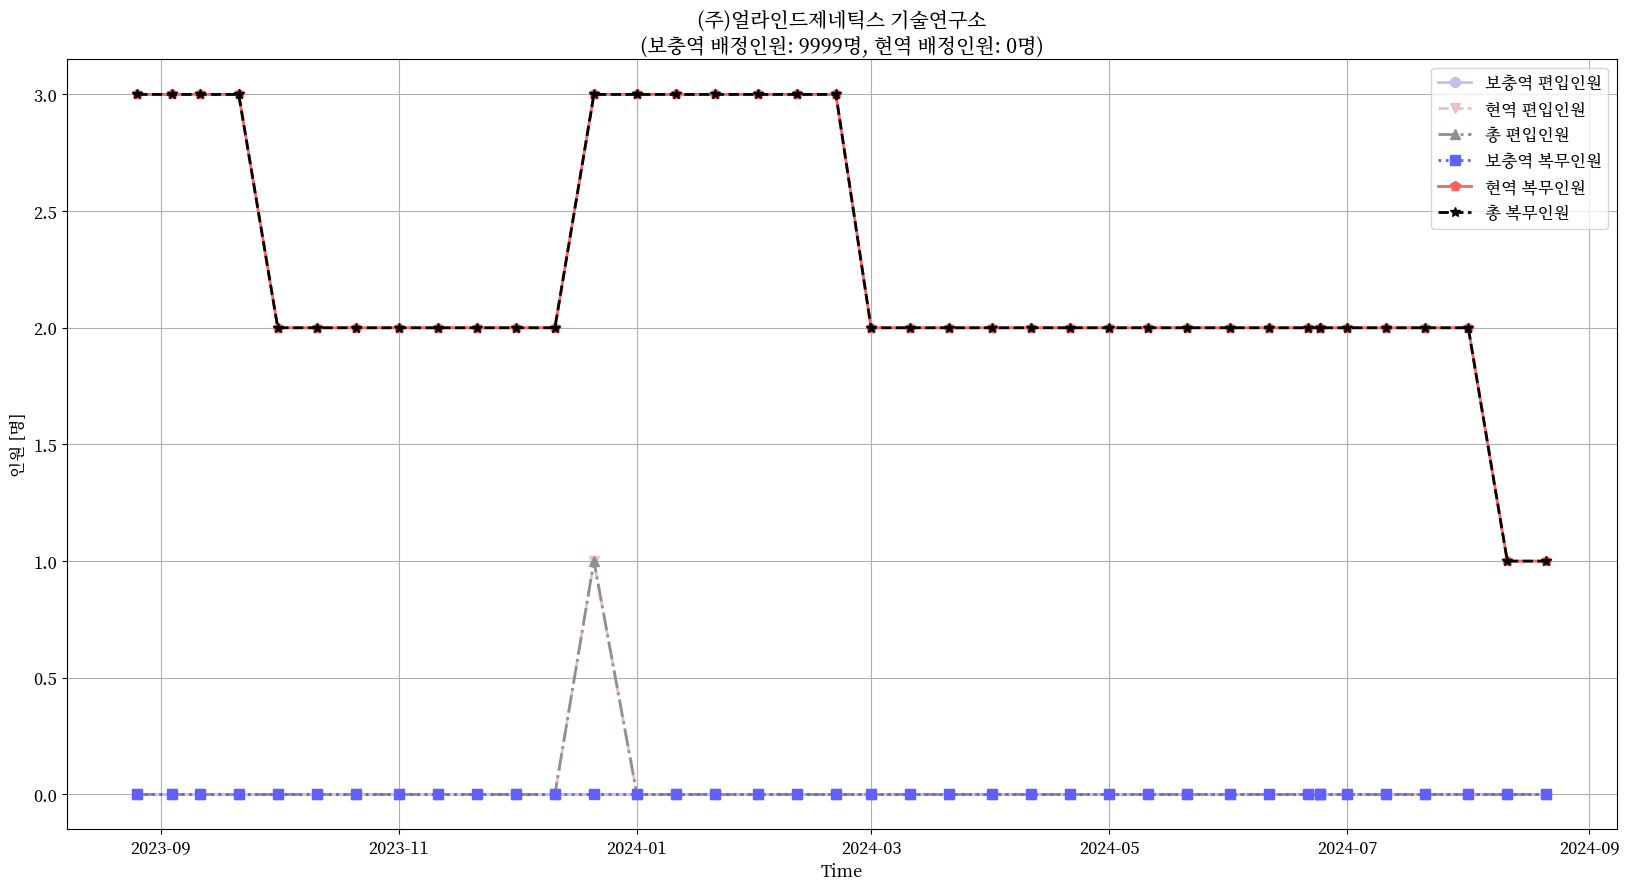 (주)얼라인드제네틱스 기술연구소
(보충역 배정인원: 9999명, 현역 배정인원: 0명)
보충역 편입인원
현역 편입인원
총 편입인원
보충역 복무인원
현역 복무인원
총 복무인원
인원 [명]
3.0
2.5
2.0
1.5
1.0
0.5
0.0
2023-09
2023-11
2024-01
2024-03
2024-05
2024-07
2024-09
Time